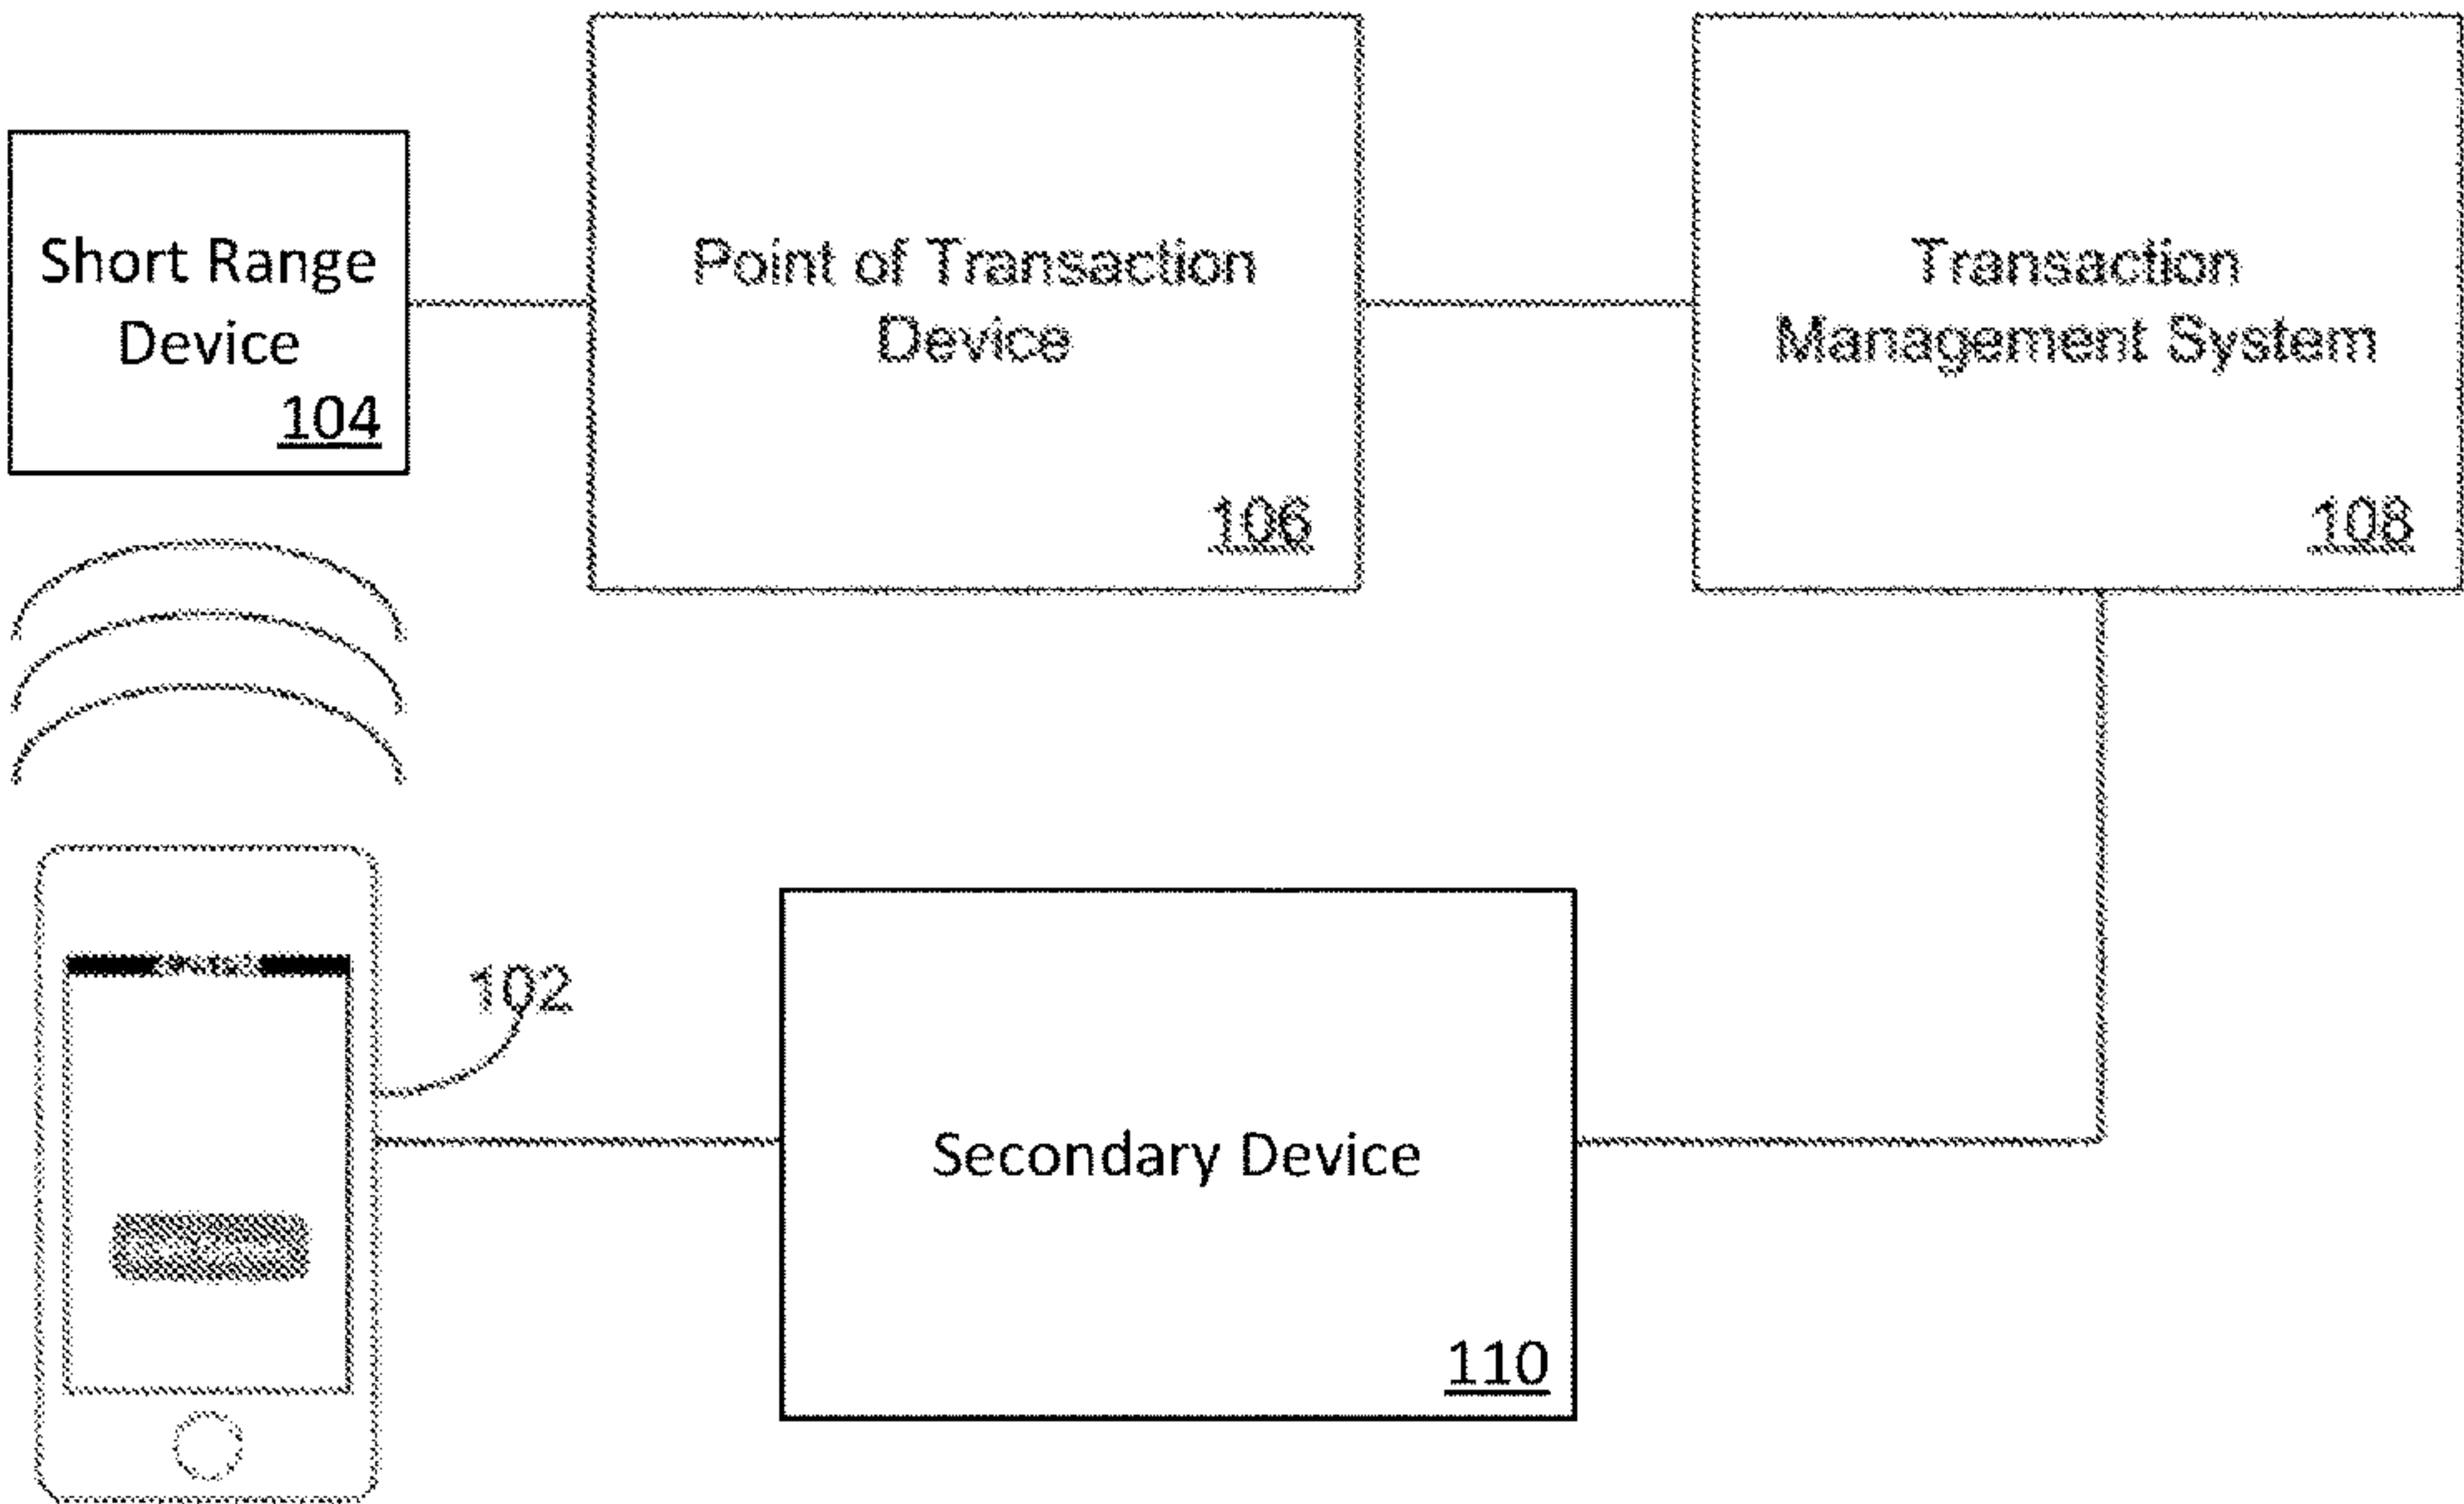 Short Range
Device
104
Point of Transaction
Device
106
Transaction
Management System
108
102
Secondary Device
110